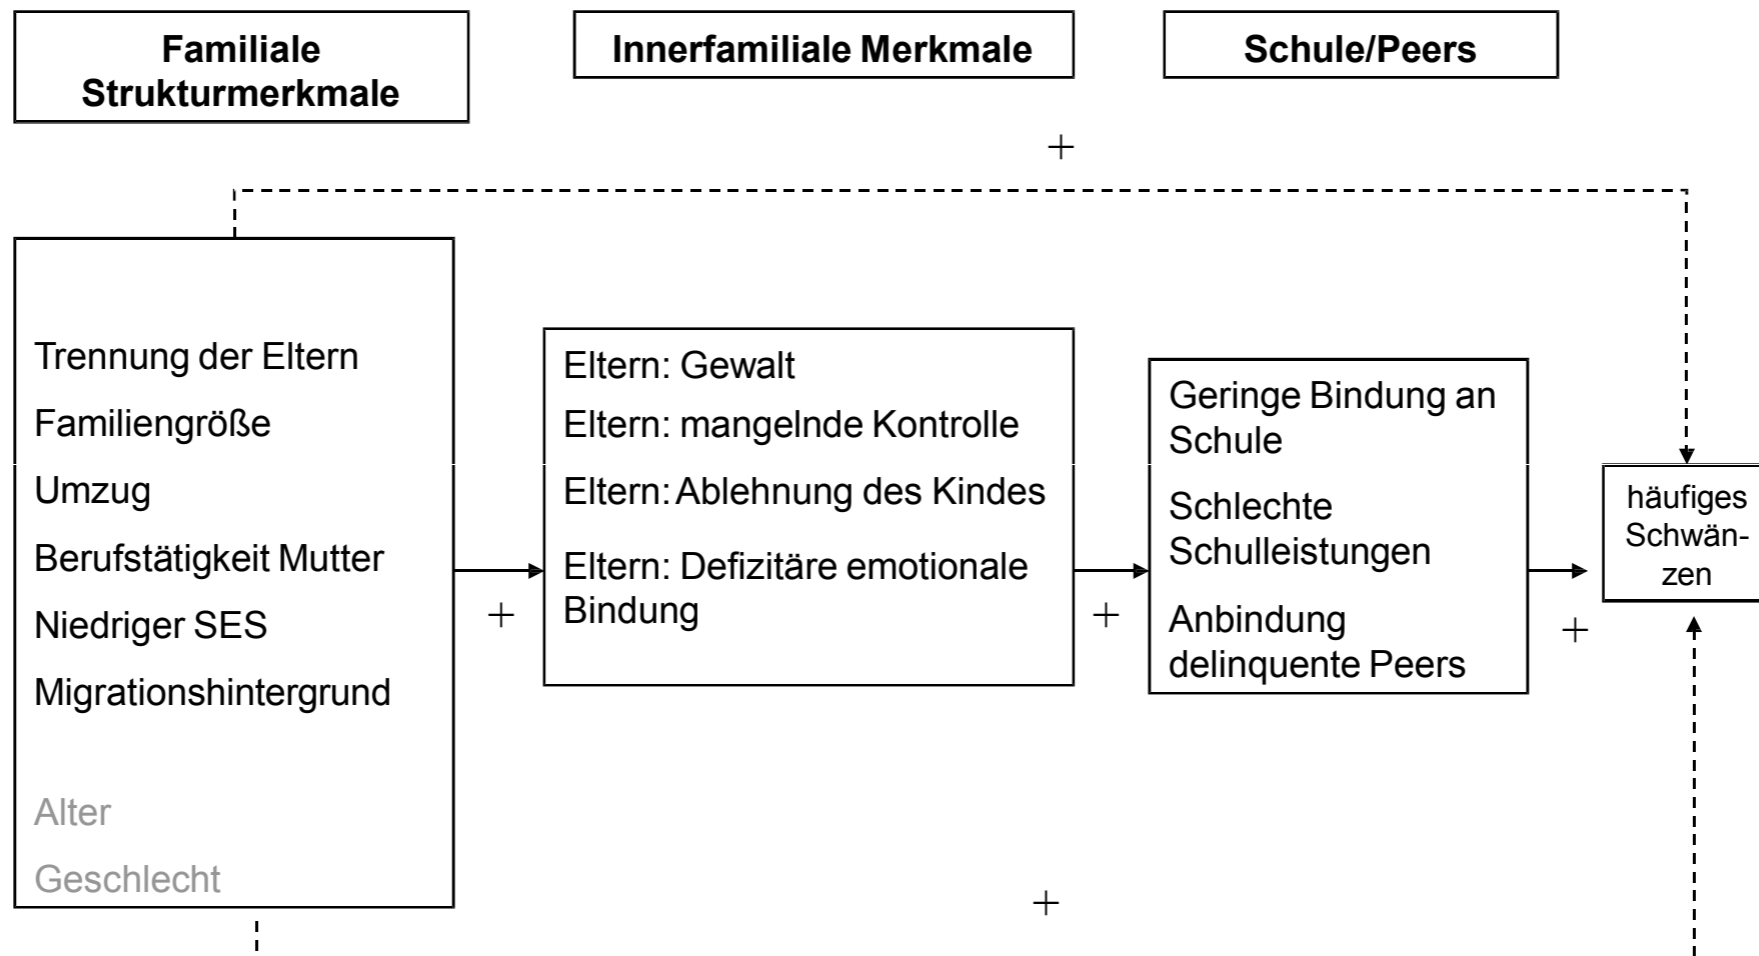 Familiale
Strukturmerkmale
Innerfamiliale Merkmale
Schule/Peers
+
Trennung der Eltern
Familiengröße
Umzug
Berufstätigkeit Mutter
Niedriger SES
Migrationshintergrund
Alter
Geschlecht
+
Eltern: Gewalt
Eltern: mangelnde Kontrolle
Eltern: Ablehnung des Kindes
Eltern: Defizitäre emotionale
Bindung
+
Geringe Bindung an
Schule
Schlechte
Schulleistungen
Anbindung
delinquente Peers
+
häufiges
Schwän-
zen
+